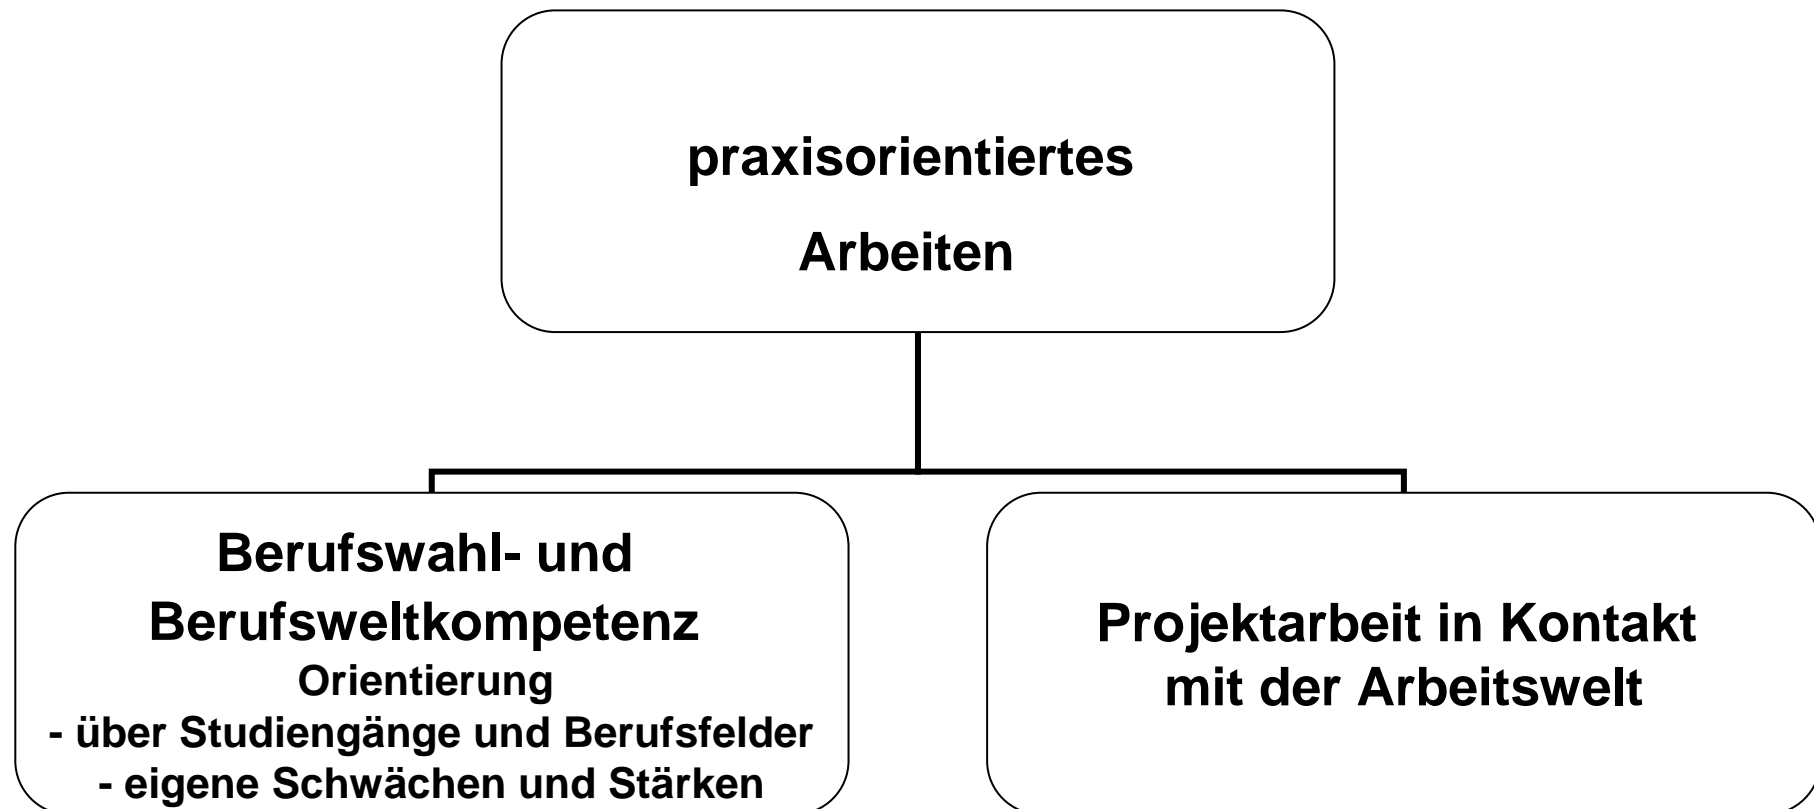 praxisorientiertes
Arbeiten
Berufswahl- und
Berufsweltkompetenz
Orientierung
- über Studiengänge und Berufsfelder
- eigene Schwächen und Stärken
Projektarbeit in Kontakt
mit der Arbeitswelt